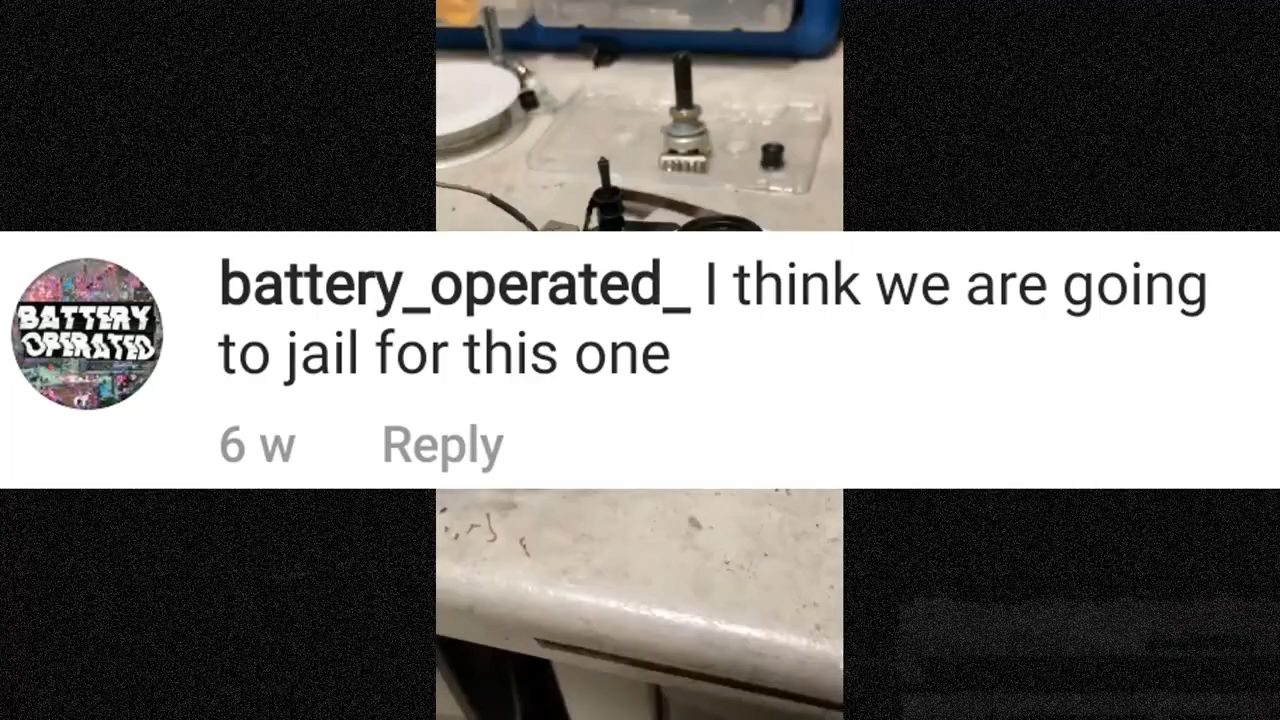 BATTERY
OPERATED
battery_operated_ I think we are going
to jail for this one
6 w Reply